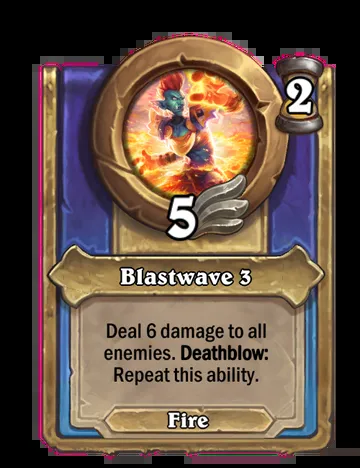 2
5
Blastwave 3
Deal 6 damage to all
enemies. Deathblow:
Repeat this ability.
Fire